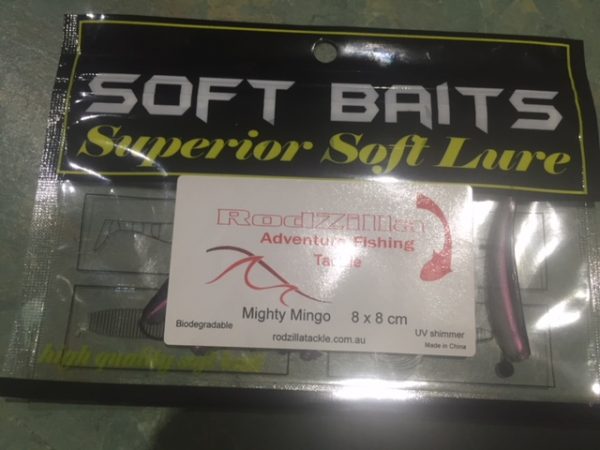 SOFT BAITS
Superior Soft Lure
RodZilla
Adventure Fishing
Tackle
Mighty Mingo 8 x 8 cm
Biodegradable
UV shimmer
rodzillatackle.com.au
Made in China
high quality soft